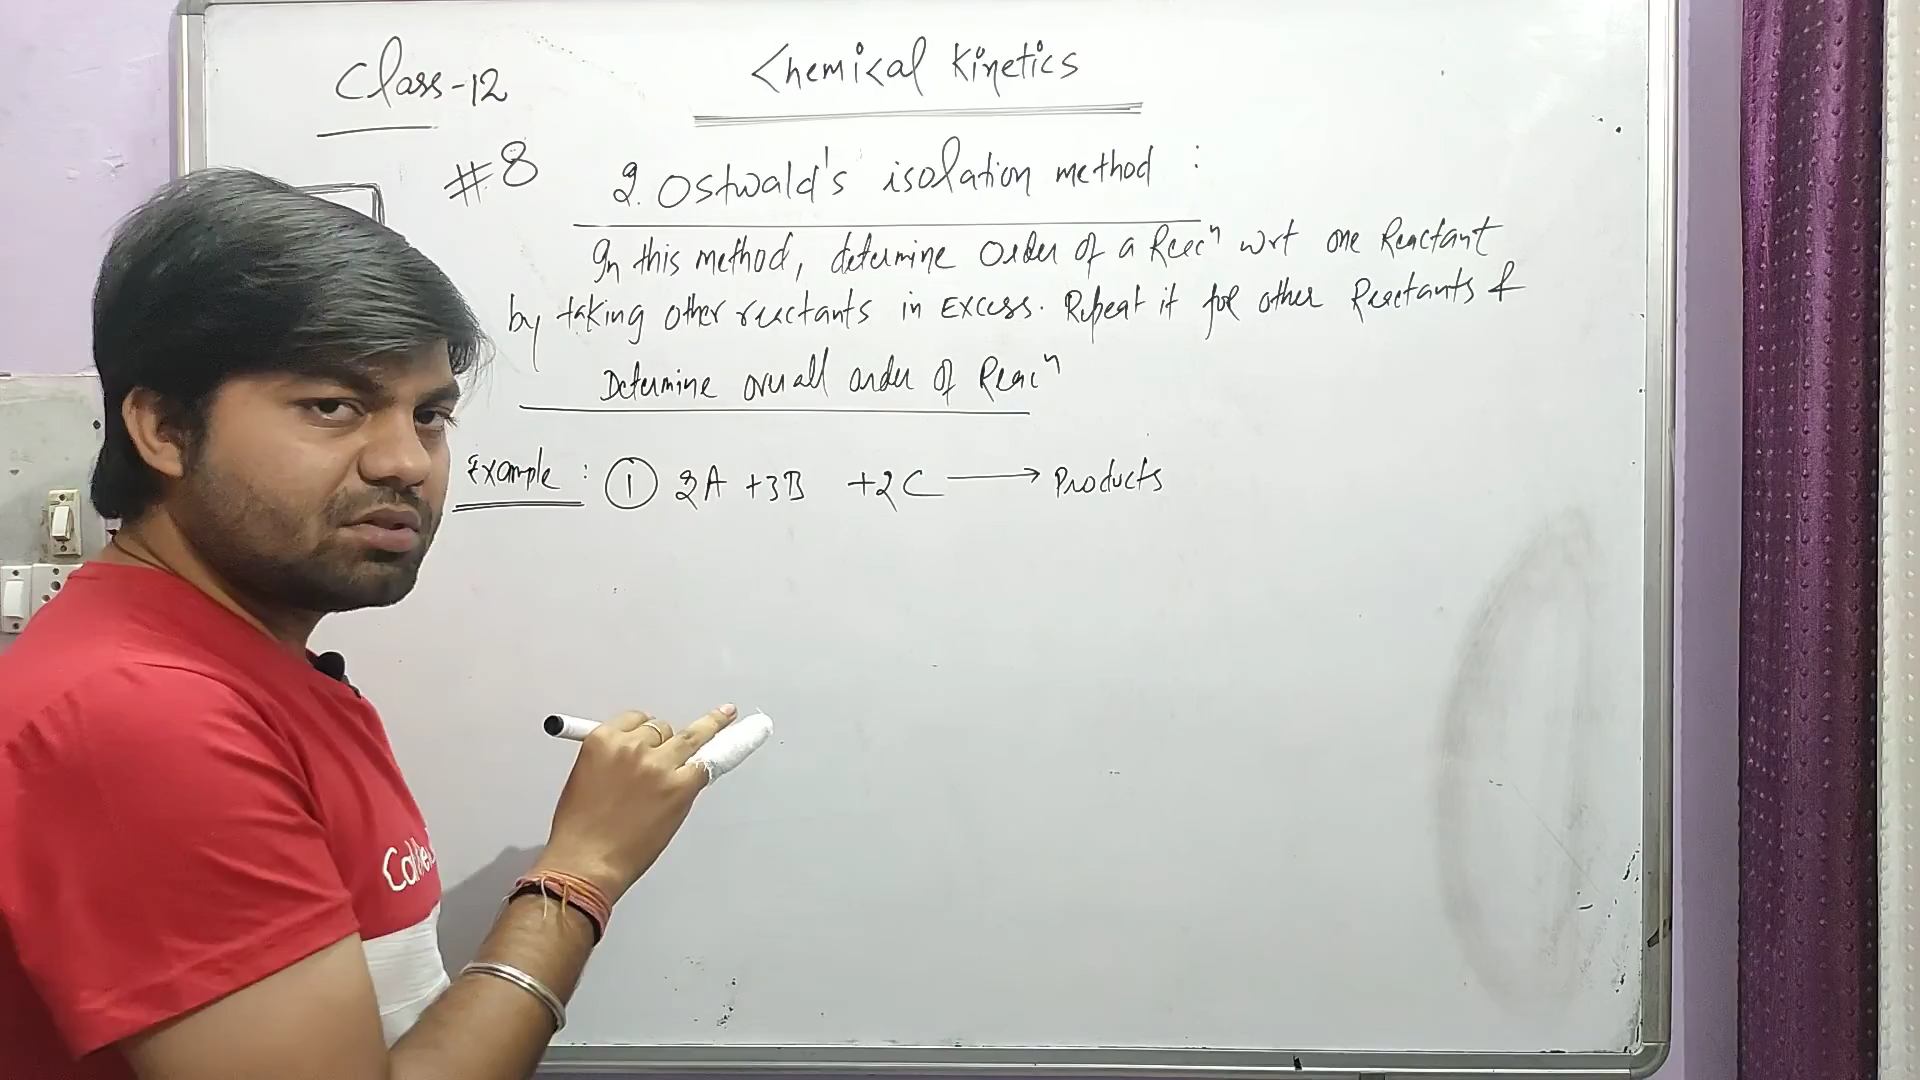 Class-12
Chemical Kinetics
#8
2. Ostwald's isolation method :
In this method, determine order of a Reacⁿ wrt one Reactant
by taking other reactants in Excess. Repeat it for other Reactants &
Determine overall order of Reacⁿ
Example : ① 2A + 3B + 2C ⟶ Products